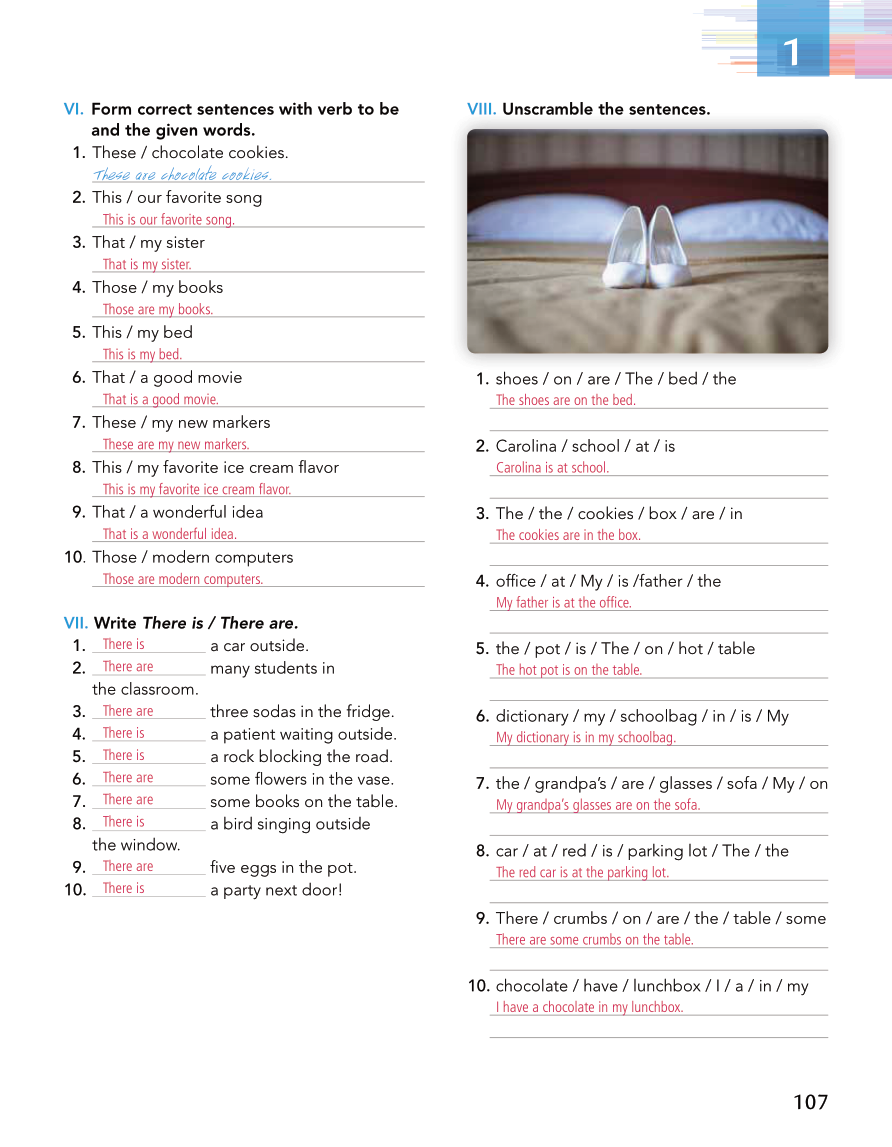 1
VI. Form correct sentences with verb to be
and the given words.
1. These / chocolate cookies.
These are chocolate cookies.
2. This / our favorite song
This is our favorite song.
3. That / my sister
That is my sister.
4. Those / my books
Those are my books.
5. This / my bed
This is my bed.
6. That / a good movie
That is a good movie.
7. These / my new markers
These are my new markers.
8. This / my favorite ice cream flavor
This is my favorite ice cream flavor.
9. That / a wonderful idea
That is a wonderful idea.
10. Those / modern computers
Those are modern computers.
VII. Write There is / There are.
1. There is a car outside.
2. There are many students in
the classroom.
3. There are three sodas in the fridge.
4. There is a patient waiting outside.
5. There is a rock blocking the road.
6. There are some flowers in the vase.
7. There are some books on the table.
8. There is a bird singing outside
the window.
9. There are five eggs in the pot.
10. There is a party next door!
VIII. Unscramble the sentences.
1. shoes / on / are / The / bed / the
The shoes are on the bed.
2. Carolina / school / at / is
Carolina is at school.
3. The / the / cookies / box / are / in
The cookies are in the box.
4. office / at / My / is /father / the
My father is at the office.
5. the / pot / is / The / on / hot / table
The hot pot is on the table.
6. dictionary / my / schoolbag / in / is / My
My dictionary is in my schoolbag.
7. the / grandpa’s / are / glasses / sofa / My / on
My grandpa’s glasses are on the sofa.
8. car / at / red / is / parking lot / The / the
The red car is at the parking lot.
9. There / crumbs / on / are / the / table / some
There are some crumbs on the table.
10. chocolate / have / lunchbox / I / a / in / my
I have a chocolate in my lunchbox.
107